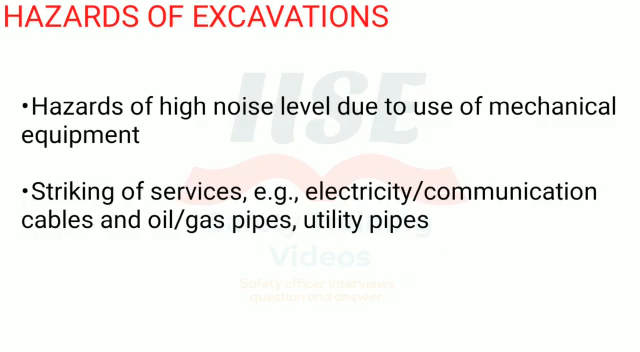 HAZARDS OF EXCAVATIONS
•Hazards of high noise level due to use of mechanical
equipment
•Striking of services, e.g., electricity/communication
cables and oil/gas pipes, utility pipes
HSE
Videos
Safety officer interviews
question and answer